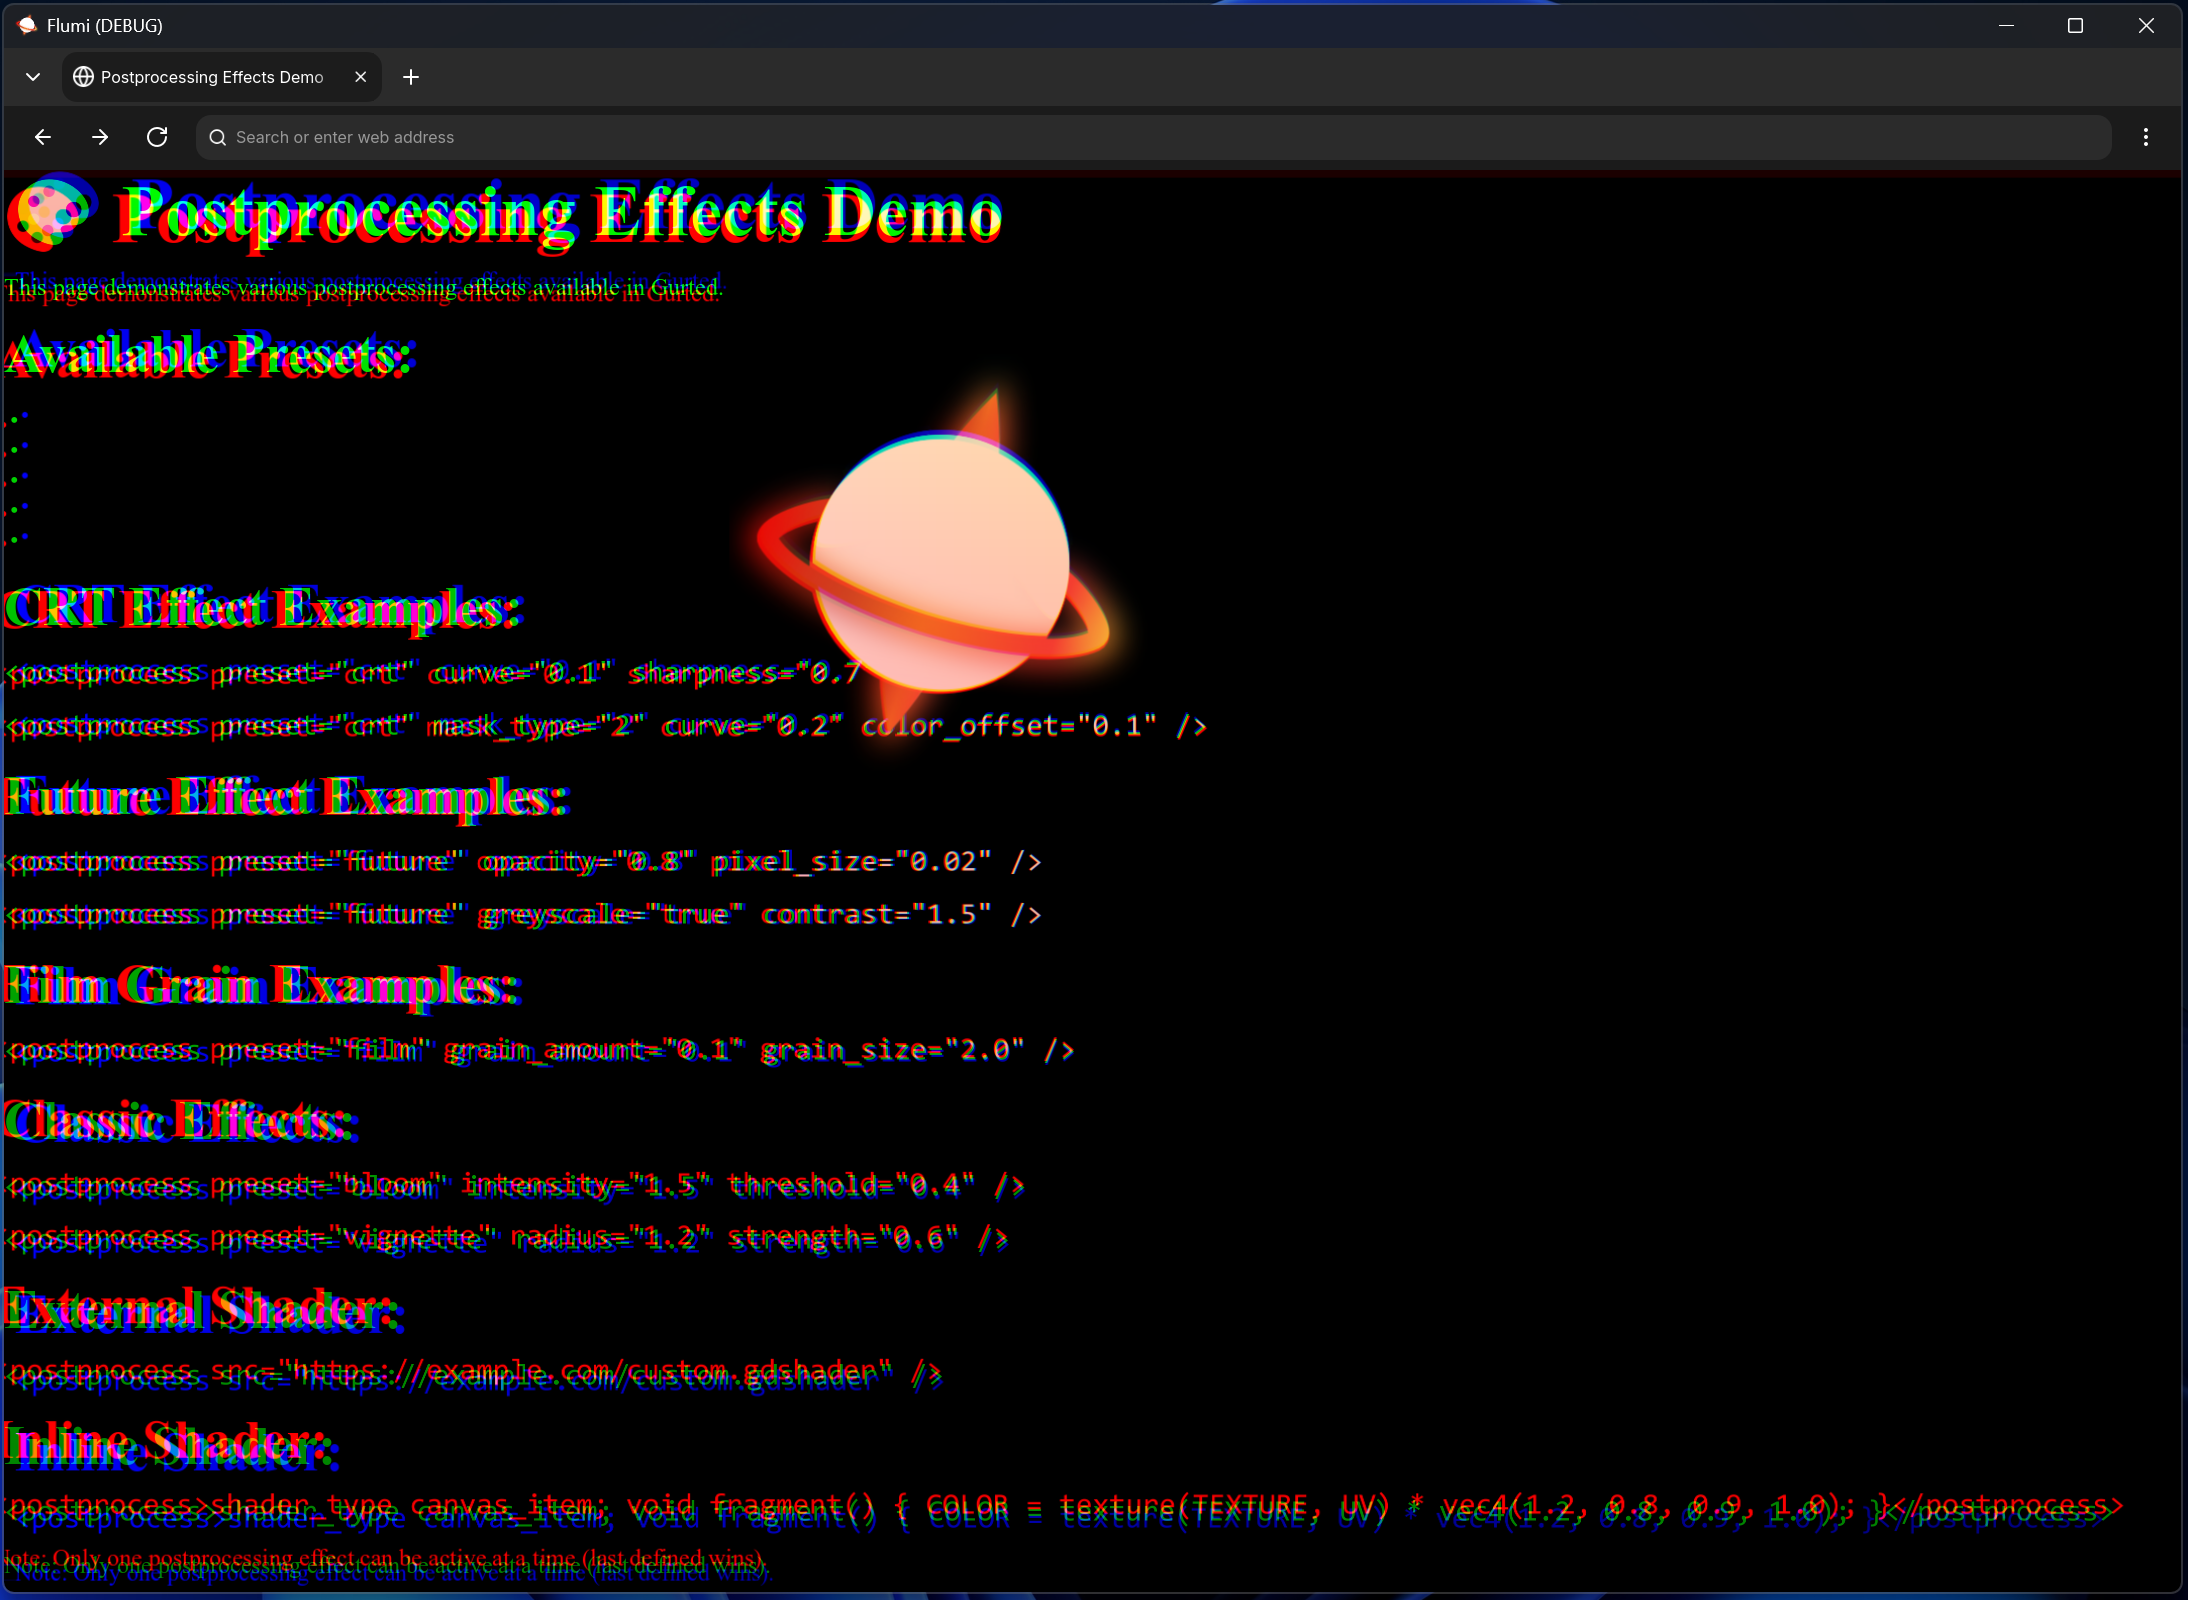 Flumi (DEBUG)
Postprocessing Effects Demo
Search or enter web address
Postprocessing Effects Demo
This page demonstrates various postprocessing effects available in Gurted.
Available Presets:
CRT Effect Examples:
<postprocess preset="crt" curve="0.1" sharpness="0.7
<postprocess preset="crt" mask_type="2" curve="0.2" color_offset="0.1" />
Future Effect Examples:
<postprocess preset="future" opacity="0.8" pixel_size="0.02" />
<postprocess preset="future" greyscale="true" contrast="1.5" />
Film Grain Examples:
<postprocess preset="film" grain_amount="0.1" grain_size="2.0" />
Classic Effects:
<postprocess preset="bloom" intensity="1.5" threshold="0.4" />
<postprocess preset="vignette" radius="1.2" strength="0.6" />
External Shader:
<postprocess src="https://example.com/custom.gdshader" />
Inline Shader:
<postprocess>shader_type canvas_item; void fragment() { COLOR = texture(TEXTURE, UV) * vec4(1.2, 0.8, 0.9, 1.0); }</postprocess>
Note: Only one postprocessing effect can be active at a time (last defined wins).